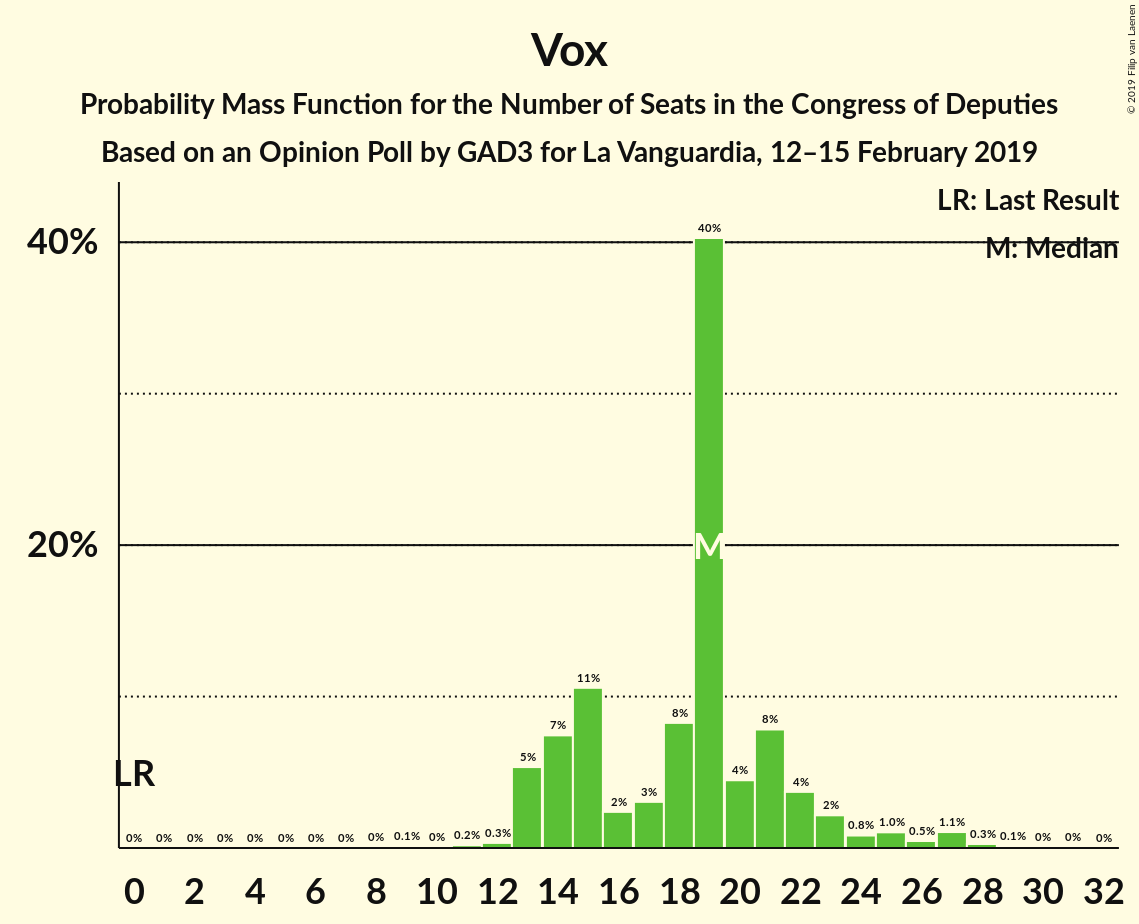 Vox
Probability Mass Function for the Number of Seats in the Congress of Deputies
Based on an Opinion Poll by GAD3 for La Vanguardia, 12–15 February 2019
© 2019 Filip van Laenen
LR: Last Result
M: Median
40%
20%
LR
M
0% 0% 0% 0% 0% 0% 0% 0% 0% 0.1% 0% 0.2% 0.3% 5% 7% 11% 2% 3% 8% 40% 4% 8% 4% 2% 0.8% 1.0% 0.5% 1.1% 0.3% 0.1% 0% 0% 0%
0 2 4 6 8 10 12 14 16 18 20 22 24 26 28 30 32